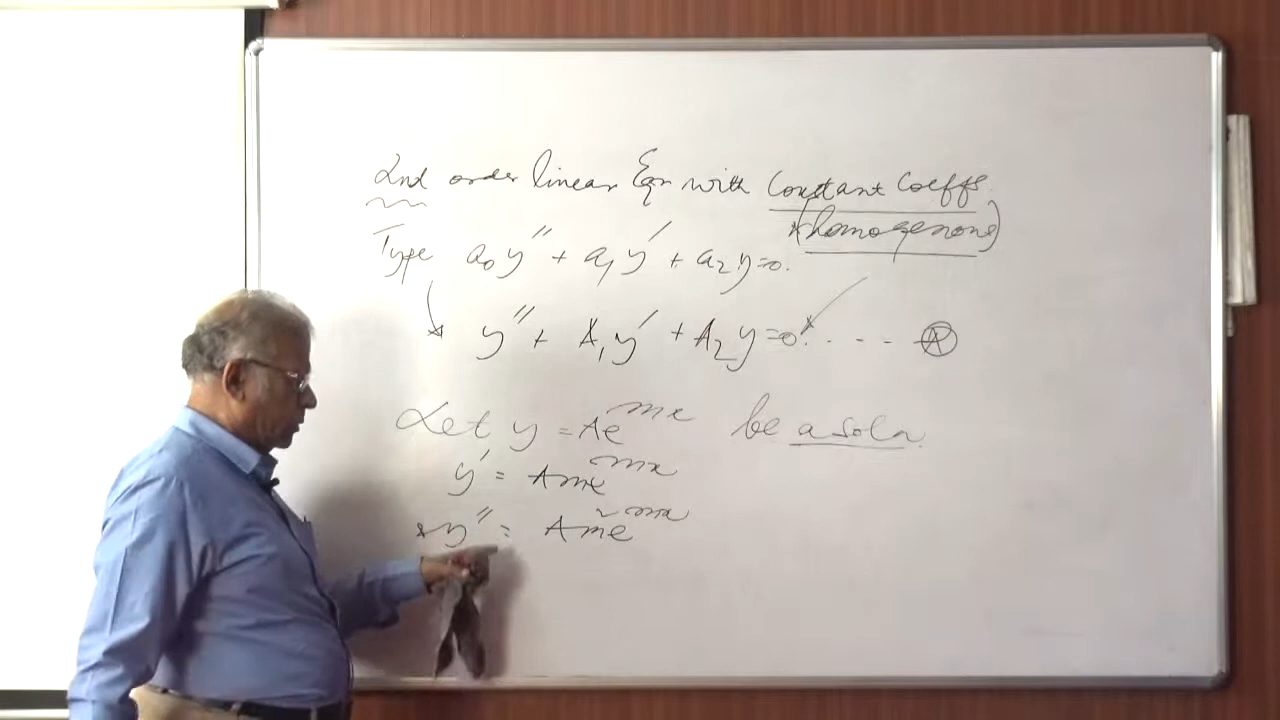 2nd order linear Eqn with Constant Coeffs.
(homogenous)
Type a₀y″ + a₁y′ + a₂y=0.
y″ + A₁y′ + A₂y=0. . . - - Ⓐ
Let y = Ae^{mx} be a soln.
y′ = Ame^{mx}
& y″ = Am²e^{mx}